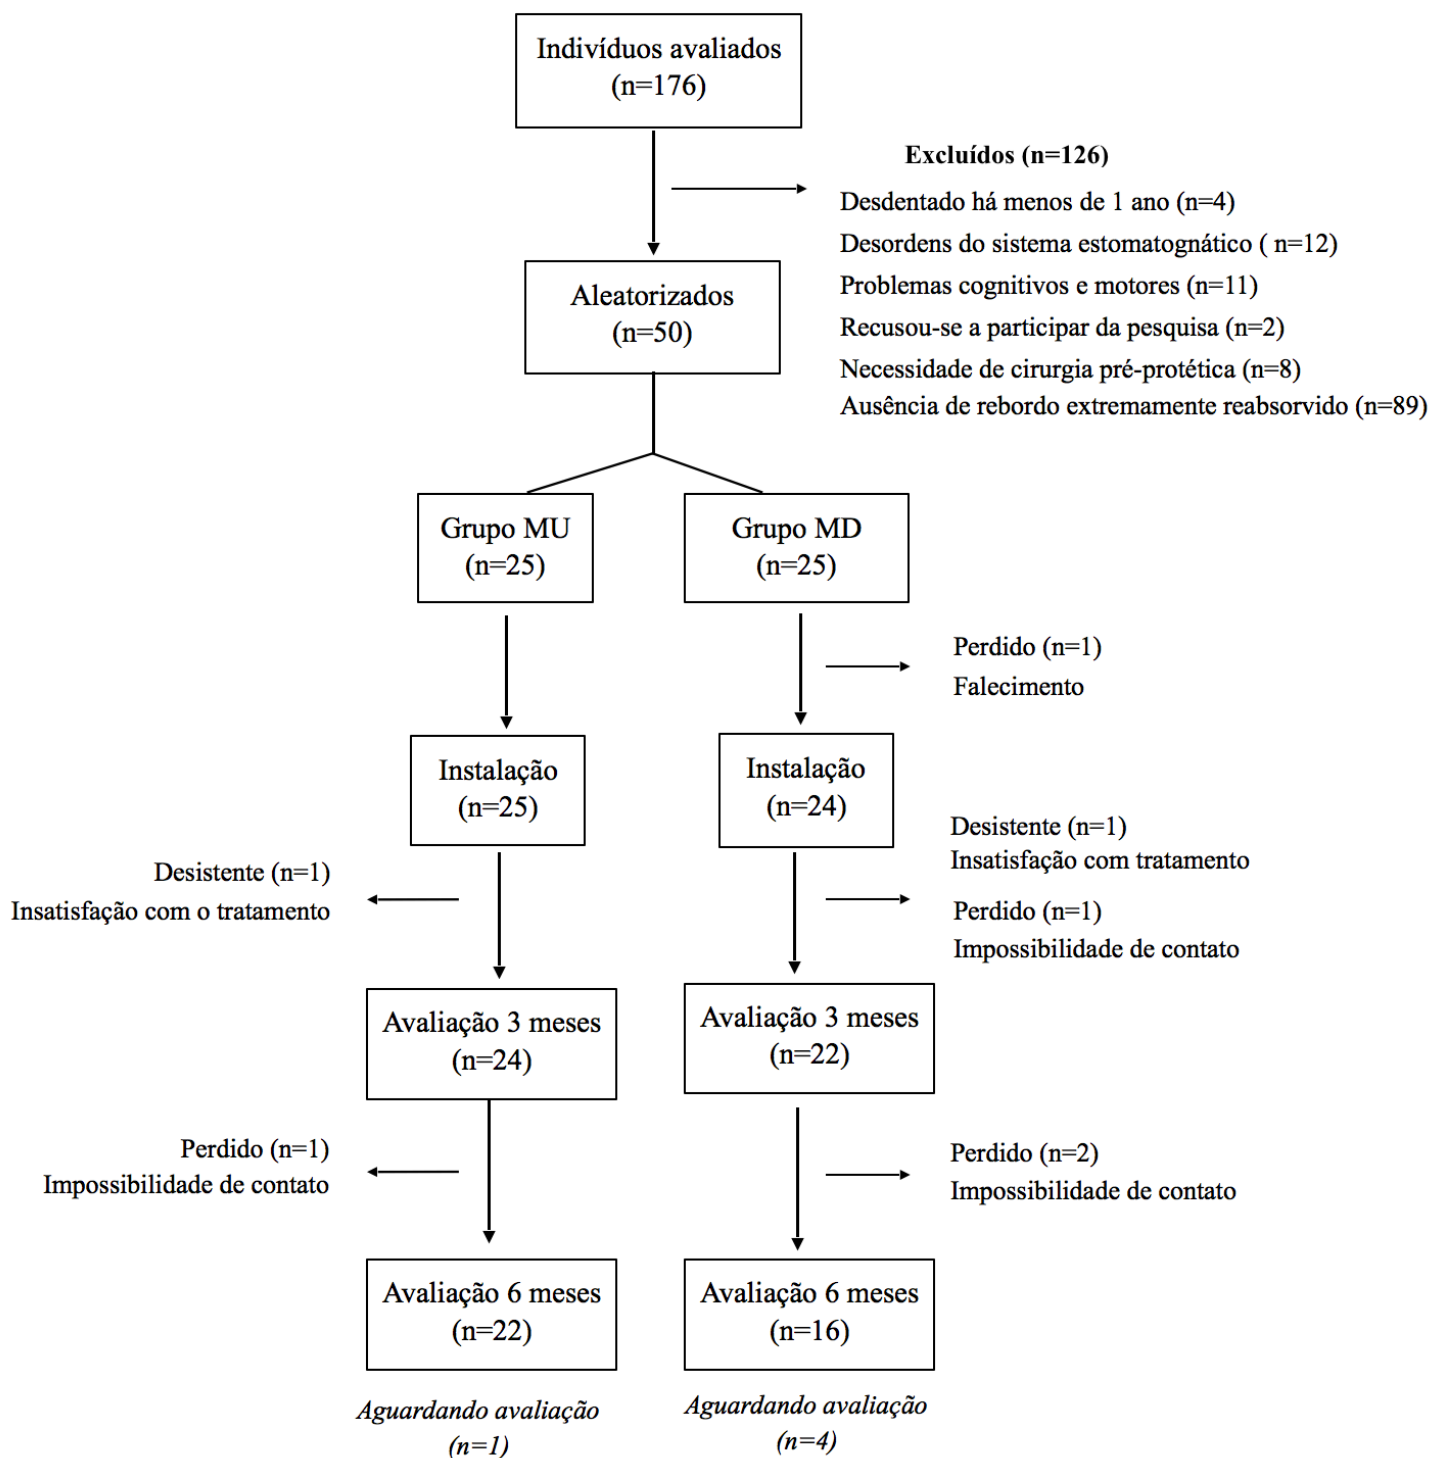 Indivíduos avaliados
(n=176)
Excluídos (n=126)
Desdentado há menos de 1 ano (n=4)
Desordens do sistema estomatognático ( n=12)
Problemas cognitivos e motores (n=11)
Recusou-se a participar da pesquisa (n=2)
Necessidade de cirurgia pré-protética (n=8)
Ausência de rebordo extremamente reabsorvido (n=89)
Aleatorizados
(n=50)
Grupo MU
(n=25)
Grupo MD
(n=25)
Perdido (n=1)
Falecimento
Instalação
(n=25)
Instalação
(n=24)
Desistente (n=1)
Insatisfação com o tratamento
Desistente (n=1)
Insatisfação com tratamento
Perdido (n=1)
Impossibilidade de contato
Avaliação 3 meses
(n=24)
Avaliação 3 meses
(n=22)
Perdido (n=1)
Impossibilidade de contato
Perdido (n=2)
Impossibilidade de contato
Avaliação 6 meses
(n=22)
Avaliação 6 meses
(n=16)
Aguardando avaliação
(n=1)
Aguardando avaliação
(n=4)